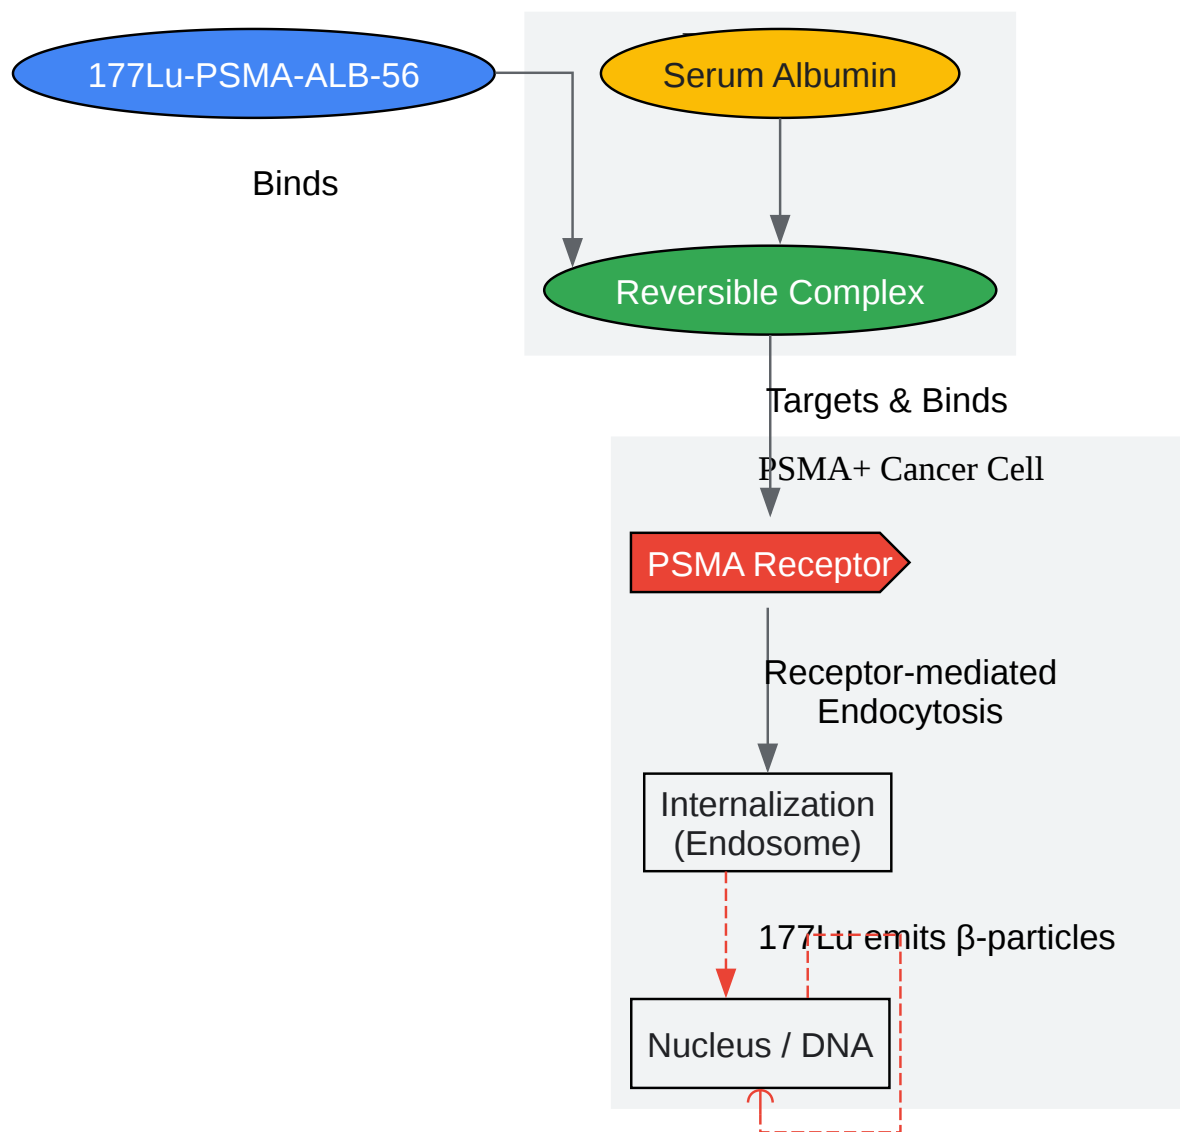 177Lu-PSMA-ALB-56
Serum Albumin
Binds
Reversible Complex
Targets & Binds
PSMA+ Cancer Cell
PSMA Receptor
Receptor-mediated
Endocytosis
Internalization
(Endosome)
177Lu emits β-particles
Nucleus / DNA